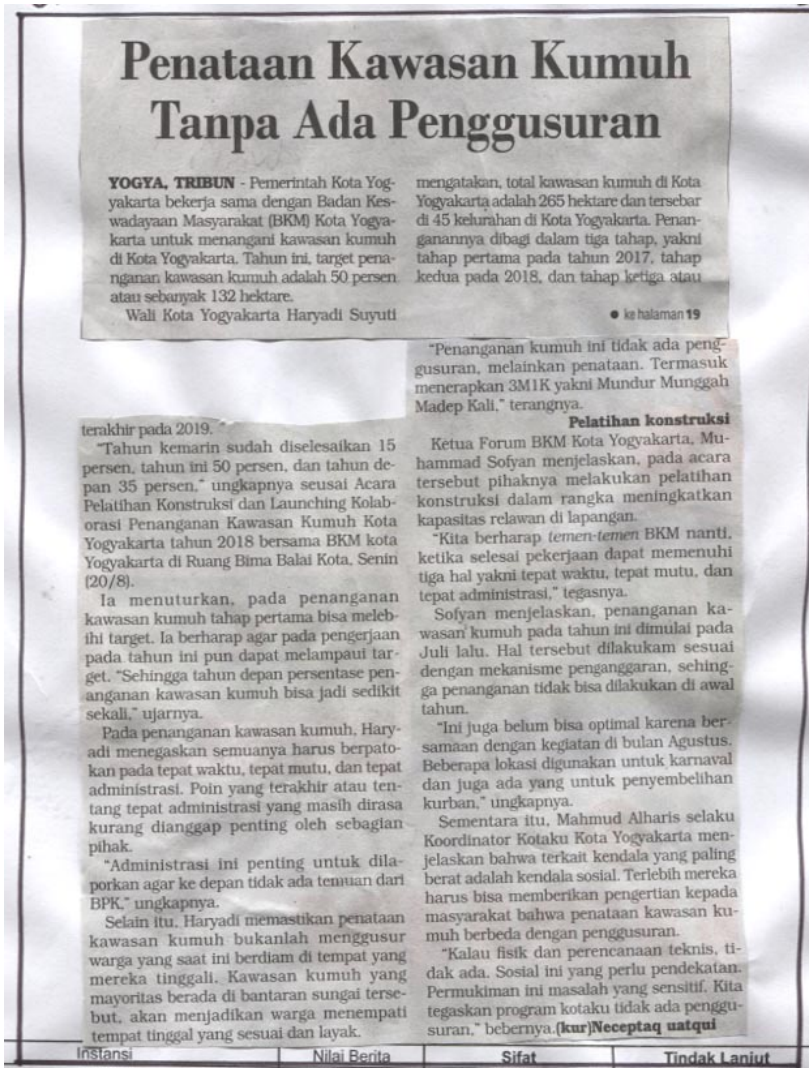 Penataan Kawasan Kumuh
Tanpa Ada Penggusuran
YOGYA, TRIBUN - Pemerintah Kota Yog-
yakarta bekerja sama dengan Badan Kes-
wadayaan Masyarakat (BKM) Kota Yogya-
karta untuk menangani kawasan kumuh
di Kota Yogyakarta. Tahun ini, target pena-
nganan kawasan kumuh adalah 50 persen
atau sebanyak 132 hektare.
Wali Kota Yogyakarta Haryadi Suyuti
mengatakan, total kawasan kumuh di Kota
Yogyakarta adalah 265 hektare dan tersebar
di 45 kelurahan di Kota Yogyakarta. Penan-
ganannya dibagi dalam tiga tahap, yakni
tahap pertama pada tahun 2017, tahap
kedua pada 2018, dan tahap ketiga atau
● ke halaman 19
terakhir pada 2019.
"Tahun kemarin sudah diselesaikan 15
persen, tahun ini 50 persen, dan tahun de-
pan 35 persen," ungkapnya seusai Acara
Pelatihan Konstruksi dan Launching Kolab-
orasi Penanganan Kawasan Kumuh Kota
Yogyakarta tahun 2018 bersama BKM kota
Yogyakarta di Ruang Bima Balai Kota, Senin
(20/8).
Ia menuturkan, pada penanganan
kawasan kumuh tahap pertama bisa meleb-
ihi target. Ia berharap agar pada pengerjaan
pada tahun ini pun dapat melampaui tar-
get. "Sehingga tahun depan persentase pen-
anganan kawasan kumuh bisa jadi sedikit
sekali," ujarnya.
Pada penanganan kawasan kumuh, Hary-
adi menegaskan semuanya harus berpato-
kan pada tepat waktu, tepat mutu, dan tepat
administrasi. Poin yang terakhir atau ten-
tang tepat administrasi yang masih dirasa
kurang dianggap penting oleh sebagian
pihak.
"Administrasi ini penting untuk dila-
porkan agar ke depan tidak ada temuan dari
BPK," ungkapnya.
Selain itu, Haryadi memastikan penataan
kawasan kumuh bukanlah menggusur
warga yang saat ini berdiam di tempat yang
mereka tinggali. Kawasan kumuh yang
mayoritas berada di bantaran sungai terse-
but, akan menjadikan warga menempati
tempat tinggal yang sesuai dan layak.
"Penanganan kumuh ini tidak ada peng-
gusuran, melainkan penataan. Termasuk
menerapkan 3M1K yakni Mundur Munggah
Madep Kali," terangnya.
Pelatihan konstruksi
Ketua Forum BKM Kota Yogyakarta, Mu-
hammad Sofyan menjelaskan, pada acara
tersebut pihaknya melakukan pelatihan
konstruksi dalam rangka meningkatkan
kapasitas relawan di lapangan.
"Kita berharap temen-temen BKM nanti,
ketika selesai pekerjaan dapat memenuhi
tiga hal yakni tepat waktu, tepat mutu, dan
tepat administrasi," tegasnya.
Sofyan menjelaskan, penanganan ka-
wasan kumuh pada tahun ini dimulai pada
Juli lalu. Hal tersebut dilakukam sesuai
dengan mekanisme penganggaran, sehing-
ga penanganan tidak bisa dilakukan di awal
tahun.
"Ini juga belum bisa optimal karena ber-
samaan dengan kegiatan di bulan Agustus.
Beberapa lokasi digunakan untuk karnaval
dan juga ada yang untuk penyembelihan
kurban," ungkapnya.
Sementara itu, Mahmud Alharis selaku
Koordinator Kotaku Kota Yogyakarta men-
jelaskan bahwa terkait kendala yang paling
berat adalah kendala sosial. Terlebih mereka
harus bisa memberikan pengertian kepada
masyarakat bahwa penataan kawasan ku-
muh berbeda dengan penggusuran.
"Kalau fisik dan perencanaan teknis, ti-
dak ada. Sosial ini yang perlu pendekatan.
Permukiman ini masalah yang sensitif. Kita
tegaskan program kotaku tidak ada penggu-
suran," bebernya.(kur)Neceptaq uatqui
Instansi Nilai Berita Sifat Tindak Lanjut